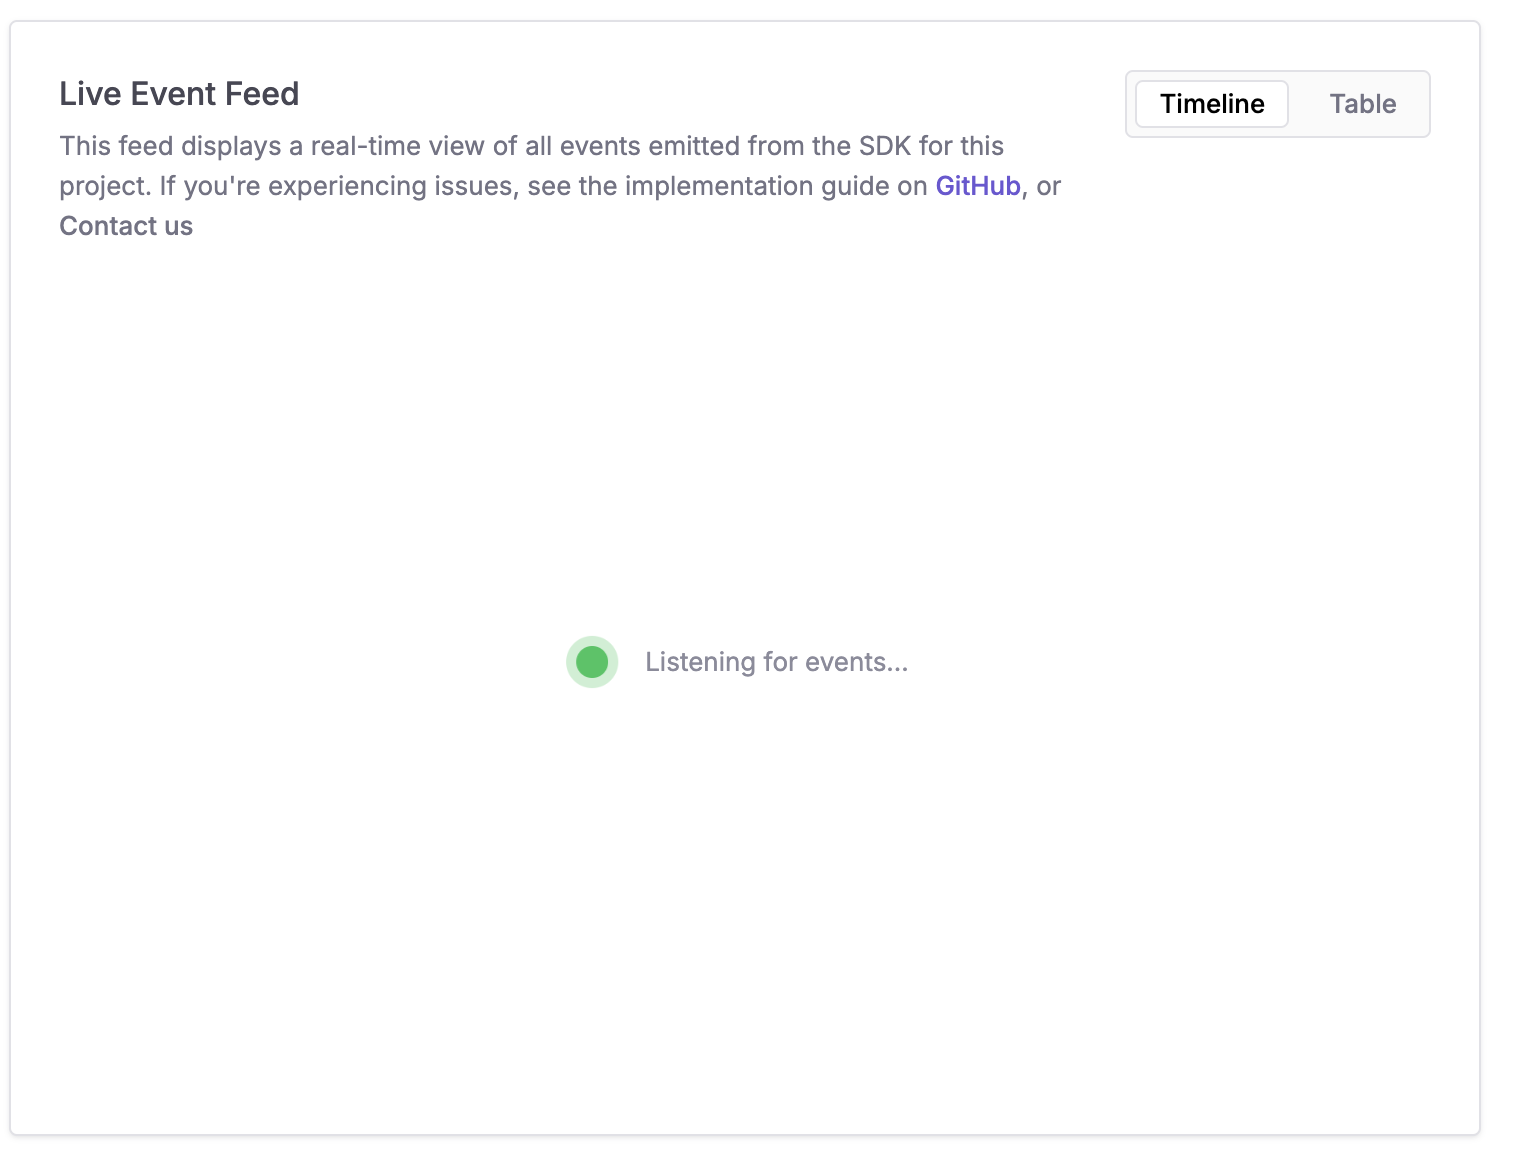 Live Event Feed
Timeline
Table
This feed displays a real-time view of all events emitted from the SDK for this
project. If you're experiencing issues, see the implementation guide on GitHub, or
Contact us
Listening for events...